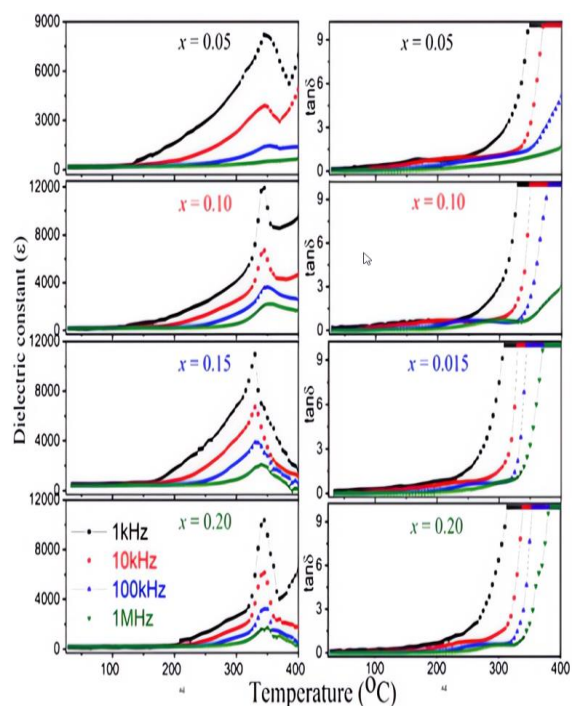 Dielectric constant (ε)
9000
6000
3000
0
x = 0.05
tanδ
9
6
3
0
x = 0.05
12000
8000
4000
0
x = 0.10
tanδ
9
6
3
0
x = 0.10
12000
8000
4000
0
x = 0.15
tanδ
9
6
3
0
x = 0.015
12000
8000
4000
0
x = 0.20
1kHz
10kHz
100kHz
1MHz
tanδ
9
6
3
0
x = 0.20
100 200 300 400
100 200 300 400
Temperature (⁰C)